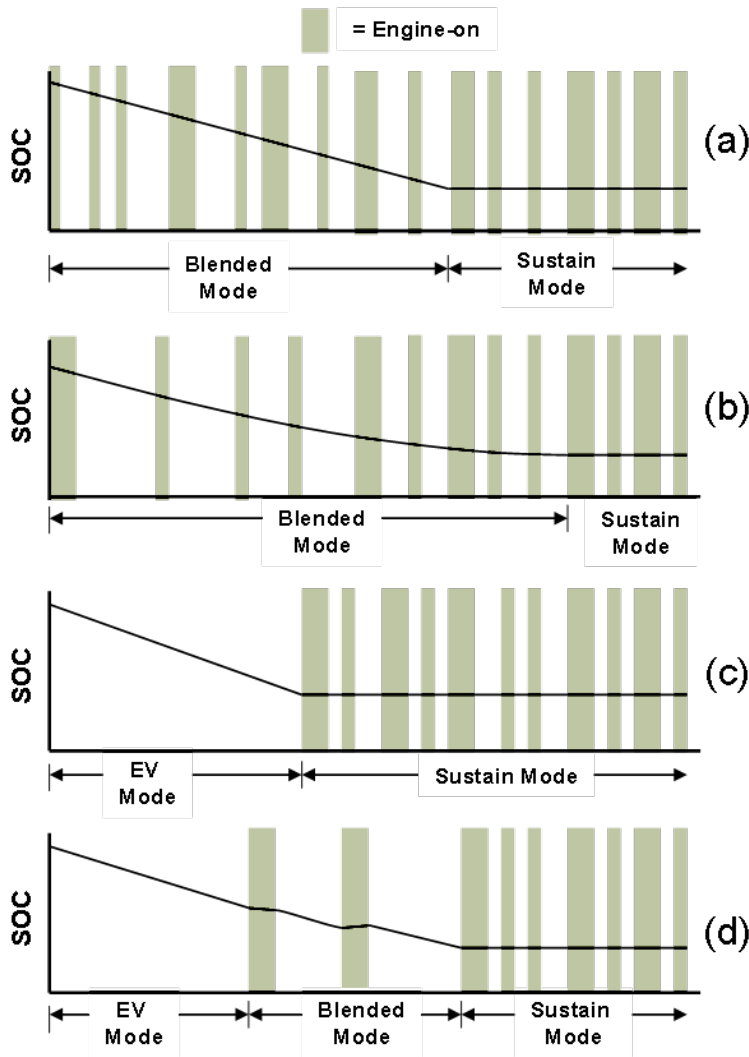 = Engine-on
SOC
(a)
Blended
Mode
Sustain
Mode
SOC
(b)
Blended
Mode
Sustain
Mode
SOC
(c)
EV
Mode
Sustain Mode
SOC
(d)
EV
Mode
Blended
Mode
Sustain
Mode